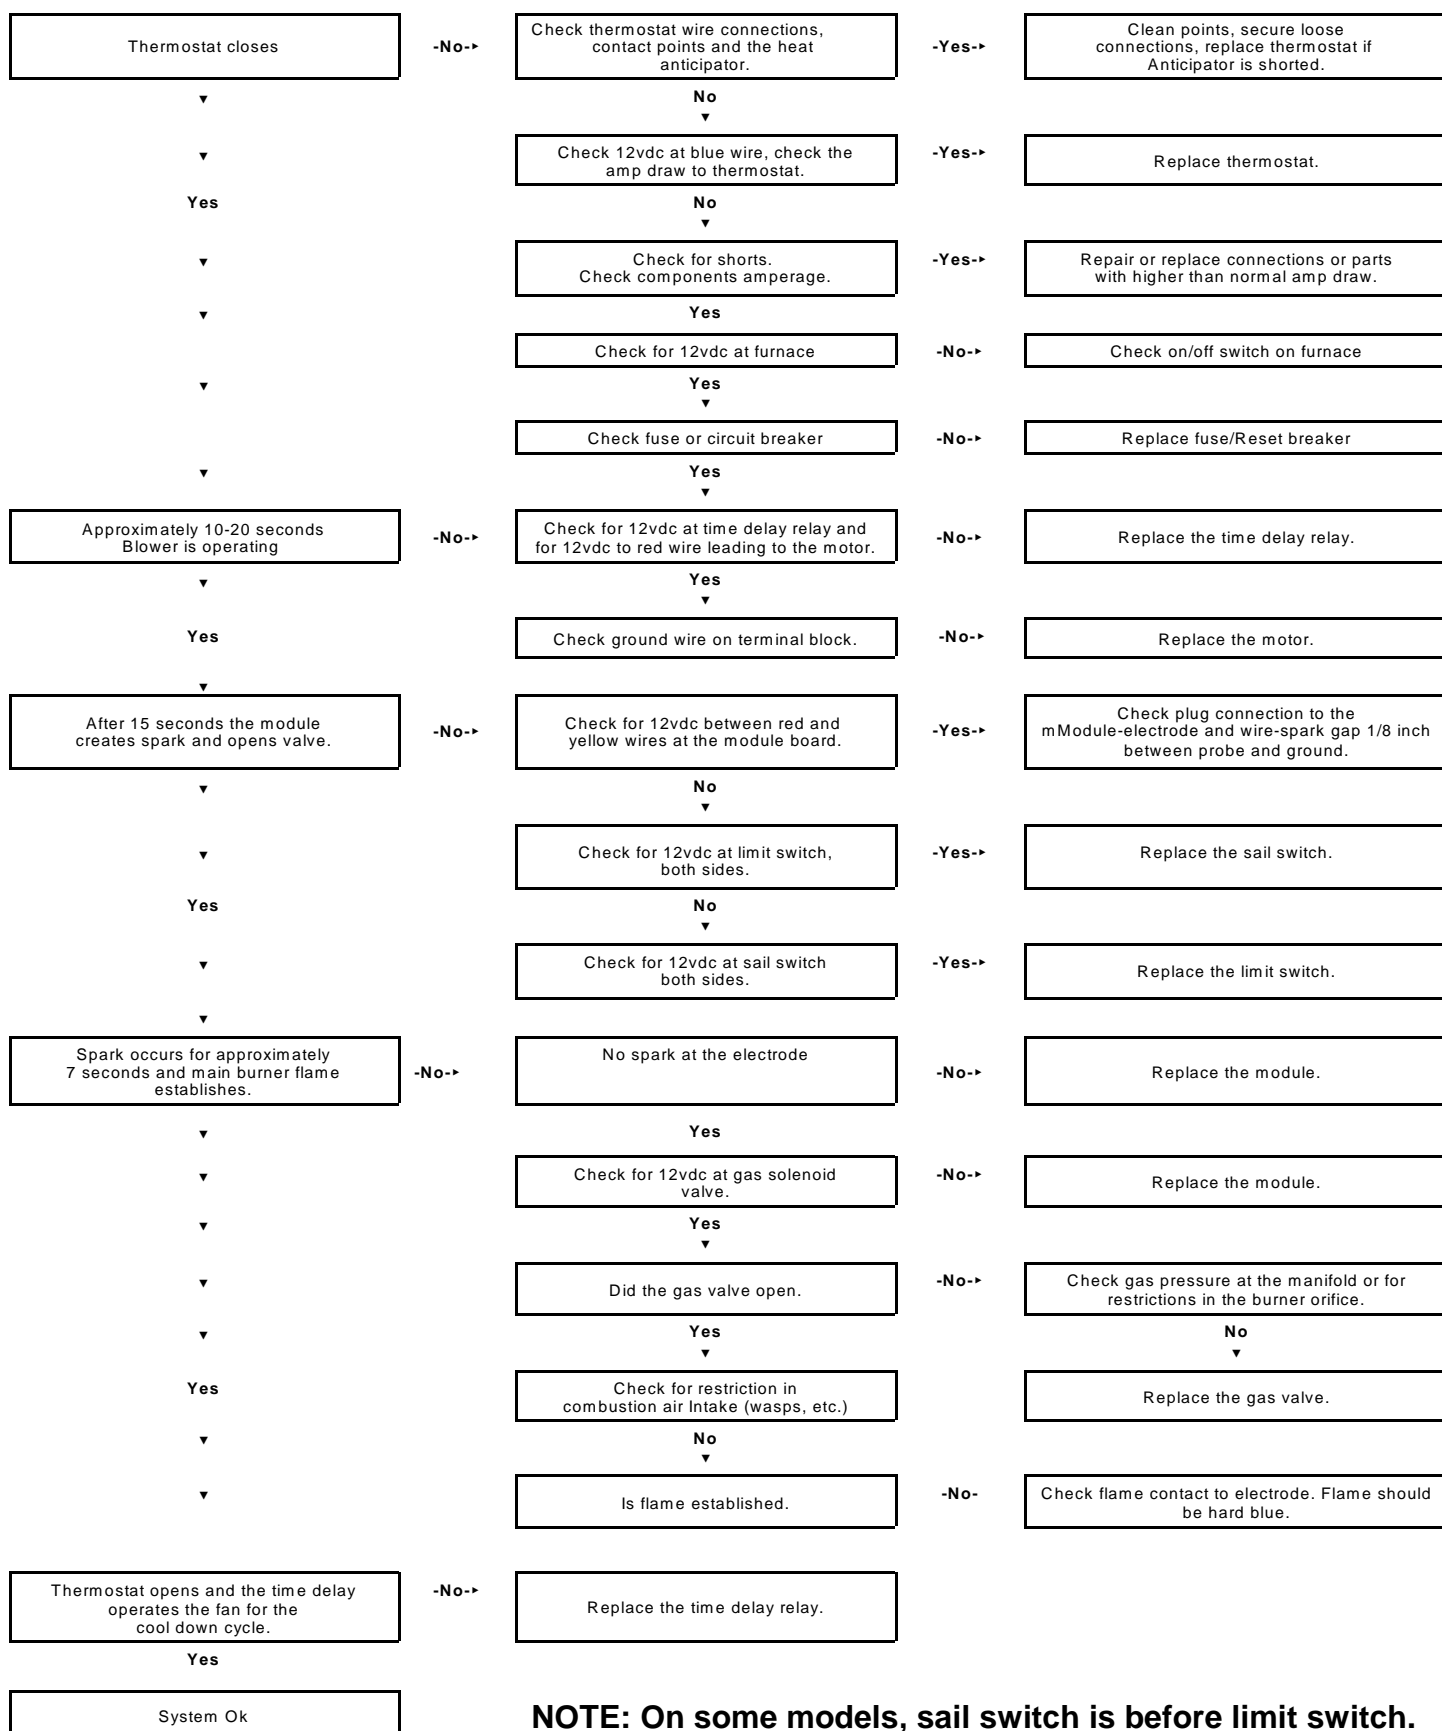 Thermostat closes
-No-►
Check thermostat wire connections,
contact points and the heat
anticipator.
-Yes-►
Clean points, secure loose
connections, replace thermostat if
Anticipator is shorted.
▼
No
▼
▼
Check 12vdc at blue wire, check the
amp draw to thermostat.
-Yes-►
Replace thermostat.
Yes
No
▼
▼
Check for shorts.
Check components amperage.
-Yes-►
Repair or replace connections or parts
with higher than normal amp draw.
▼
Yes
Check for 12vdc at furnace
-No-►
Check on/off switch on furnace
▼
Yes
▼
Check fuse or circuit breaker
-No-►
Replace fuse/Reset breaker
▼
Yes
▼
Approximately 10-20 seconds
Blower is operating
-No-►
Check for 12vdc at time delay relay and
for 12vdc to red wire leading to the motor.
-No-►
Replace the time delay relay.
▼
Yes
▼
Yes
Check ground wire on terminal block.
-No-►
Replace the motor.
▼
After 15 seconds the module
creates spark and opens valve.
-No-►
Check for 12vdc between red and
yellow wires at the module board.
-Yes-►
Check plug connection to the
mModule-electrode and wire-spark gap 1/8 inch
between probe and ground.
▼
No
▼
▼
Check for 12vdc at limit switch,
both sides.
-Yes-►
Replace the sail switch.
Yes
No
▼
▼
Check for 12vdc at sail switch
both sides.
-Yes-►
Replace the limit switch.
▼
Spark occurs for approximately
7 seconds and main burner flame
establishes.
-No-►
No spark at the electrode
-No-►
Replace the module.
▼
Yes
▼
Check for 12vdc at gas solenoid
valve.
-No-►
Replace the module.
▼
Yes
▼
▼
Did the gas valve open.
-No-►
Check gas pressure at the manifold or for
restrictions in the burner orifice.
▼
Yes
▼
No
▼
Yes
Check for restriction in
combustion air Intake (wasps, etc.)
Replace the gas valve.
▼
No
▼
▼
Is flame established.
-No-
Check flame contact to electrode. Flame should
be hard blue.
Thermostat opens and the time delay
operates the fan for the
cool down cycle.
-No-►
Replace the time delay relay.
Yes
System Ok
NOTE: On some models, sail switch is before limit switch.